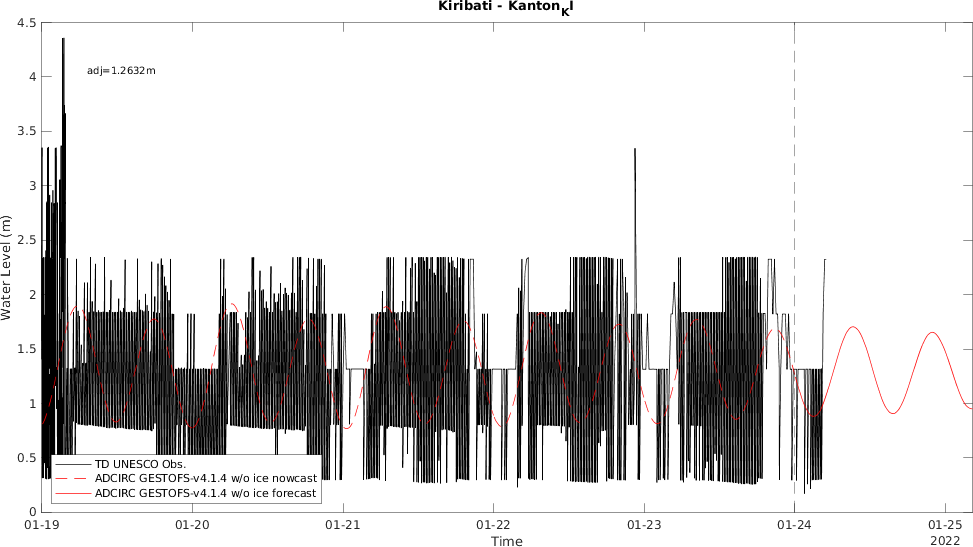 Kiribati - Kanton_KI
4.5
4
3.5
3
2.5
2
1.5
1
0.5
0
Water Level (m)
adj=1.2632m
TD UNESCO Obs.
ADCIRC GESTOFS-v4.1.4 w/o ice nowcast
ADCIRC GESTOFS-v4.1.4 w/o ice forecast
01-19 01-20 01-21 01-22 01-23 01-24 01-25
Time 2022